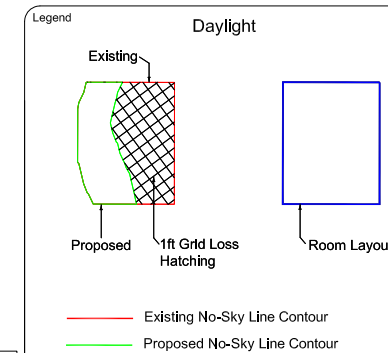 Legend
Daylight
Existing
Proposed
1ft Grid Loss
Hatching
Room Layou
Existing No-Sky Line Contour
Proposed No-Sky Line Contour